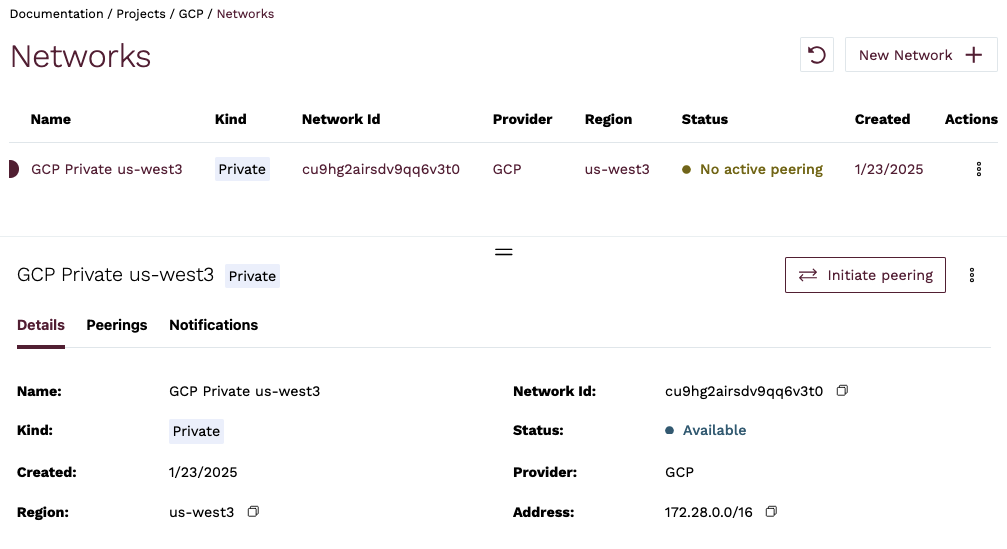 Documentation / Projects / GCP / Networks
Networks
New Network
Name Kind Network Id Provider Region Status Created Actions
GCP Private us-west3 Private cu9hg2airsdv9qq6v3t0 GCP us-west3 No active peering 1/23/2025
GCP Private us-west3 Private
Initiate peering
Details Peerings Notifications
Name: GCP Private us-west3 Network Id: cu9hg2airsdv9qq6v3t0
Kind: Private Status: Available
Created: 1/23/2025 Provider: GCP
Region: us-west3 Address: 172.28.0.0/16